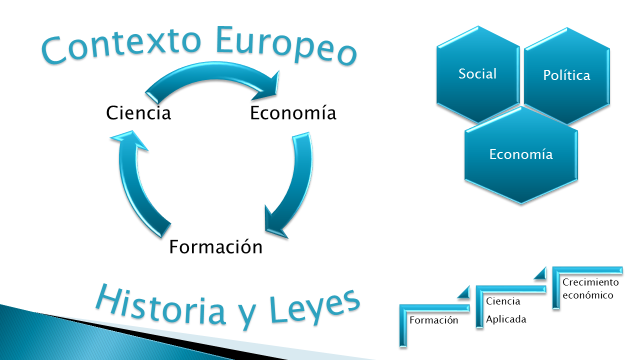 Contexto Europeo
Ciencia
Economía
Formación
Historia y Leyes
Social
Política
Economía
Formación
Ciencia
Aplicada
Crecimiento
económico